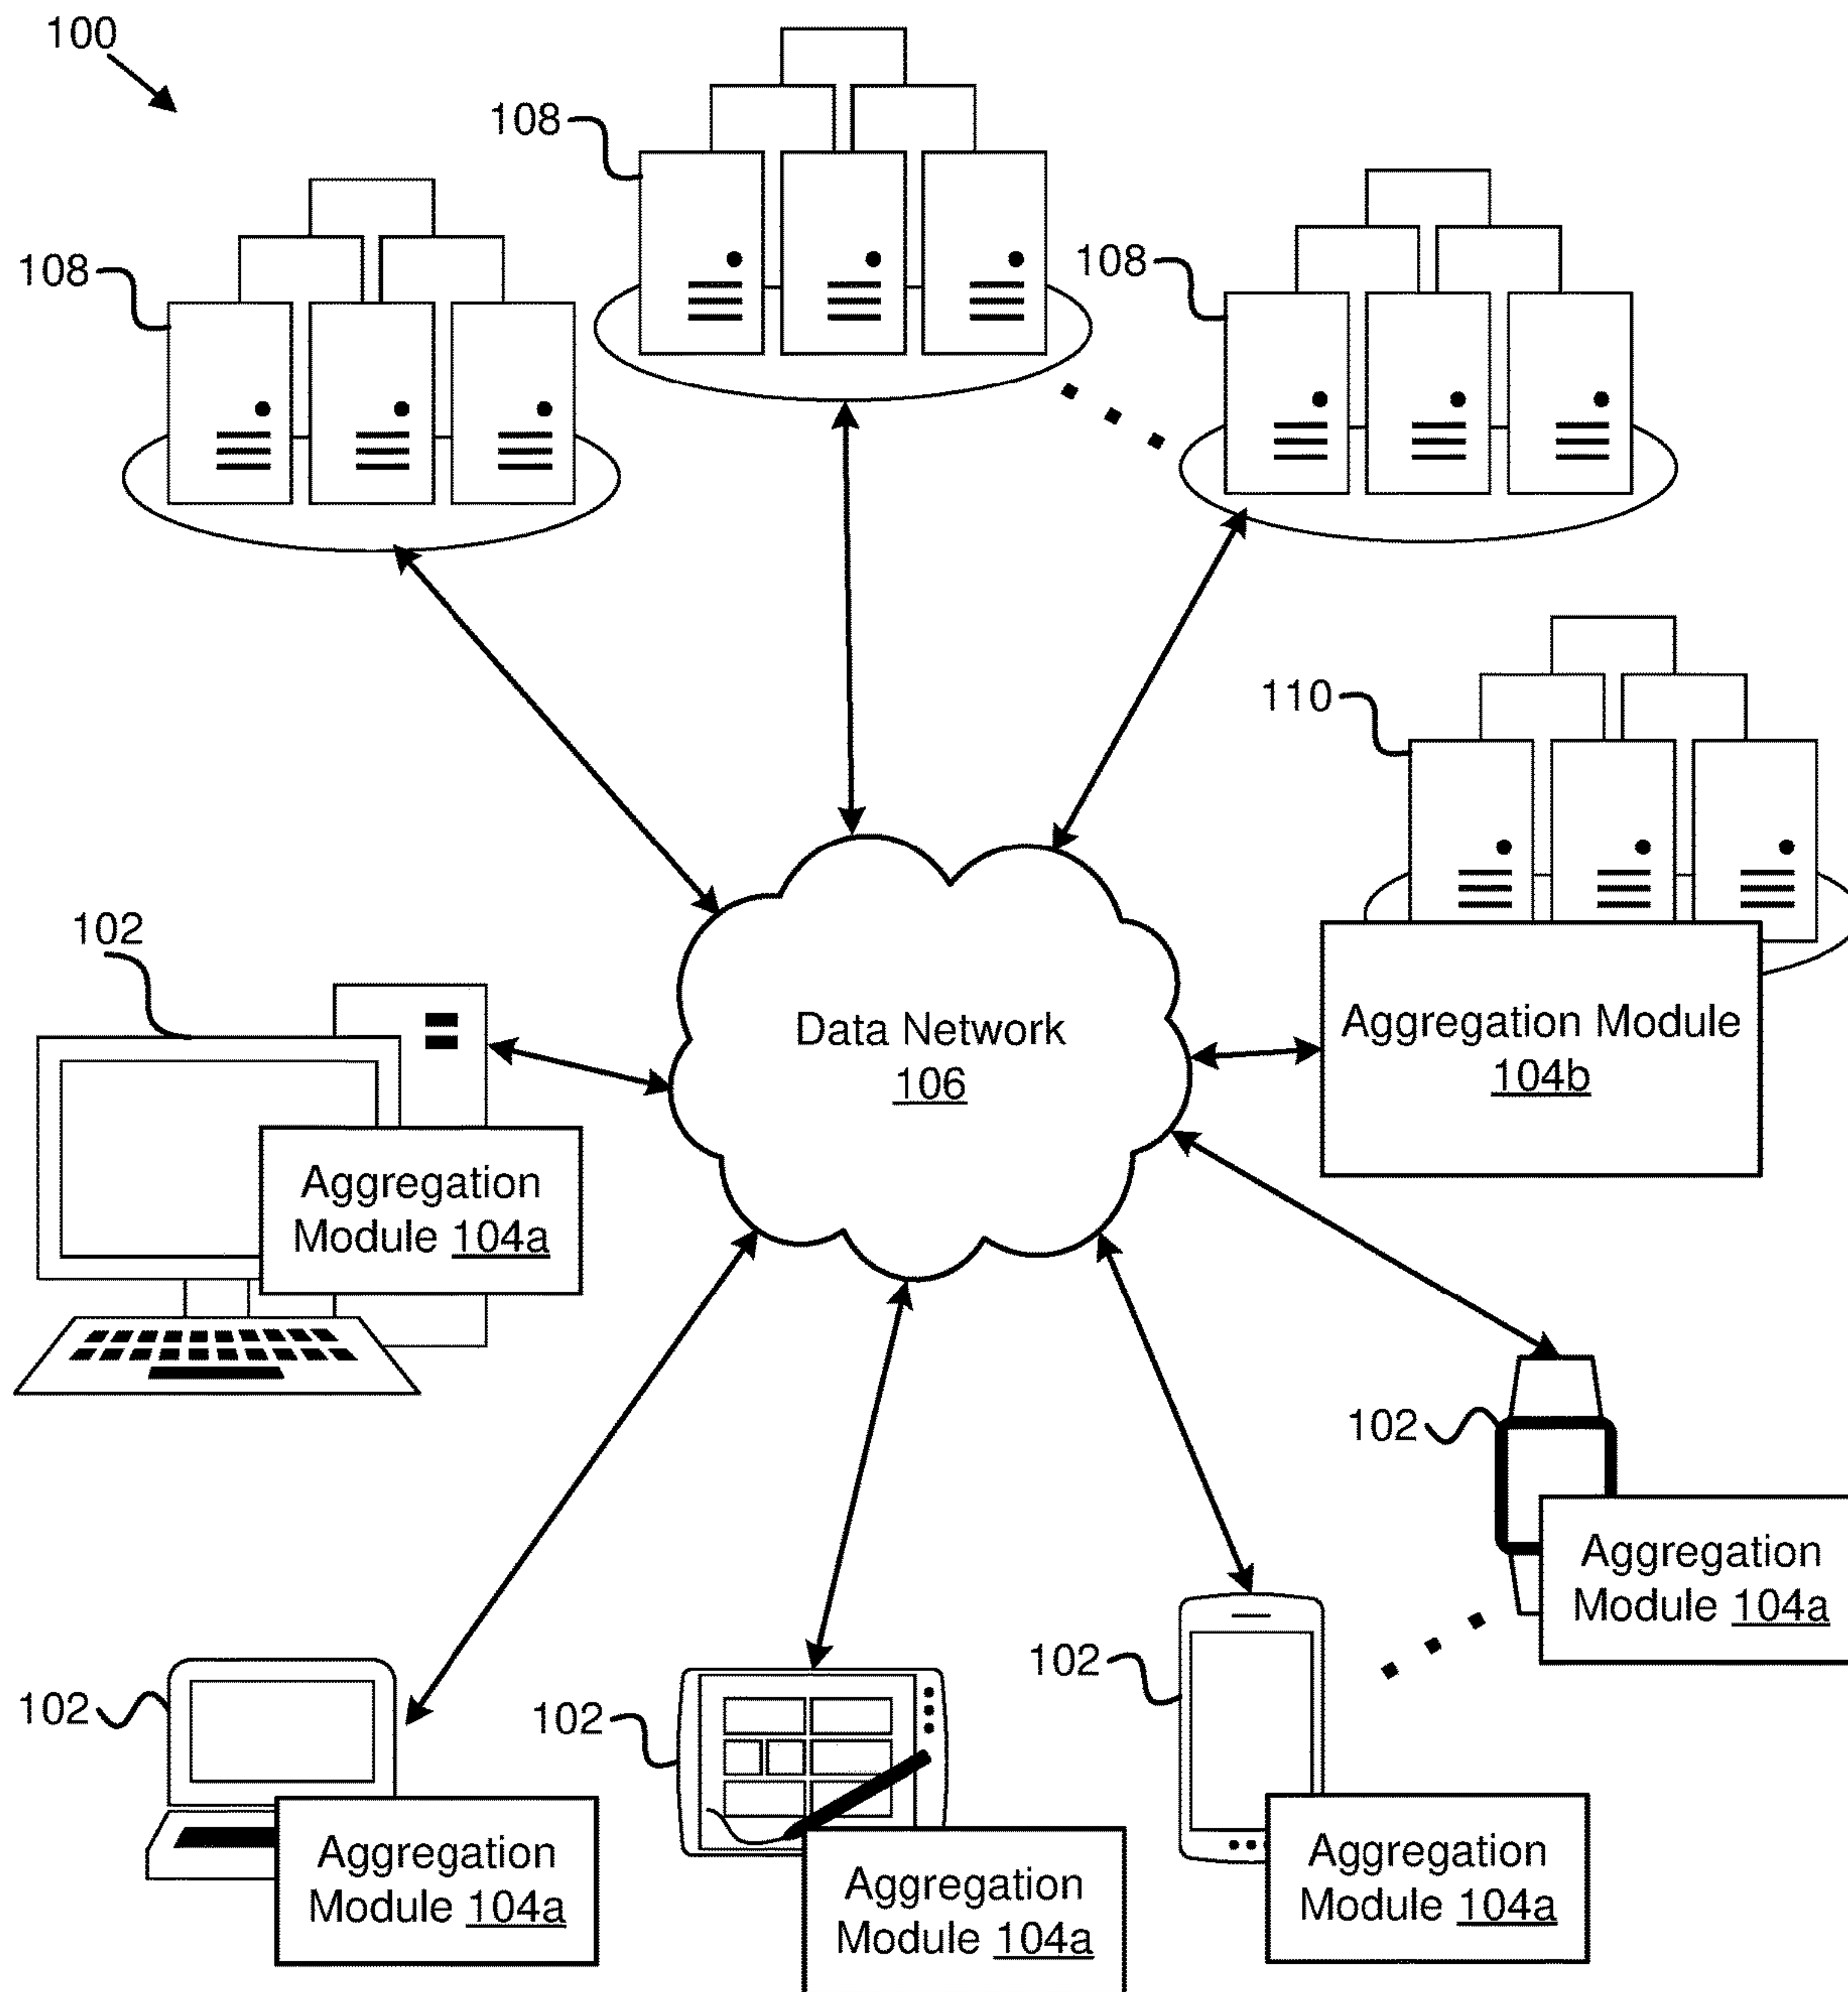 100
108
108
108
110
102
Data Network
106
Aggregation Module
104b
Aggregation
Module 104a
102
Aggregation
Module 104a
102
102
102
Aggregation
Module 104a
Aggregation
Module 104a
Aggregation
Module 104a